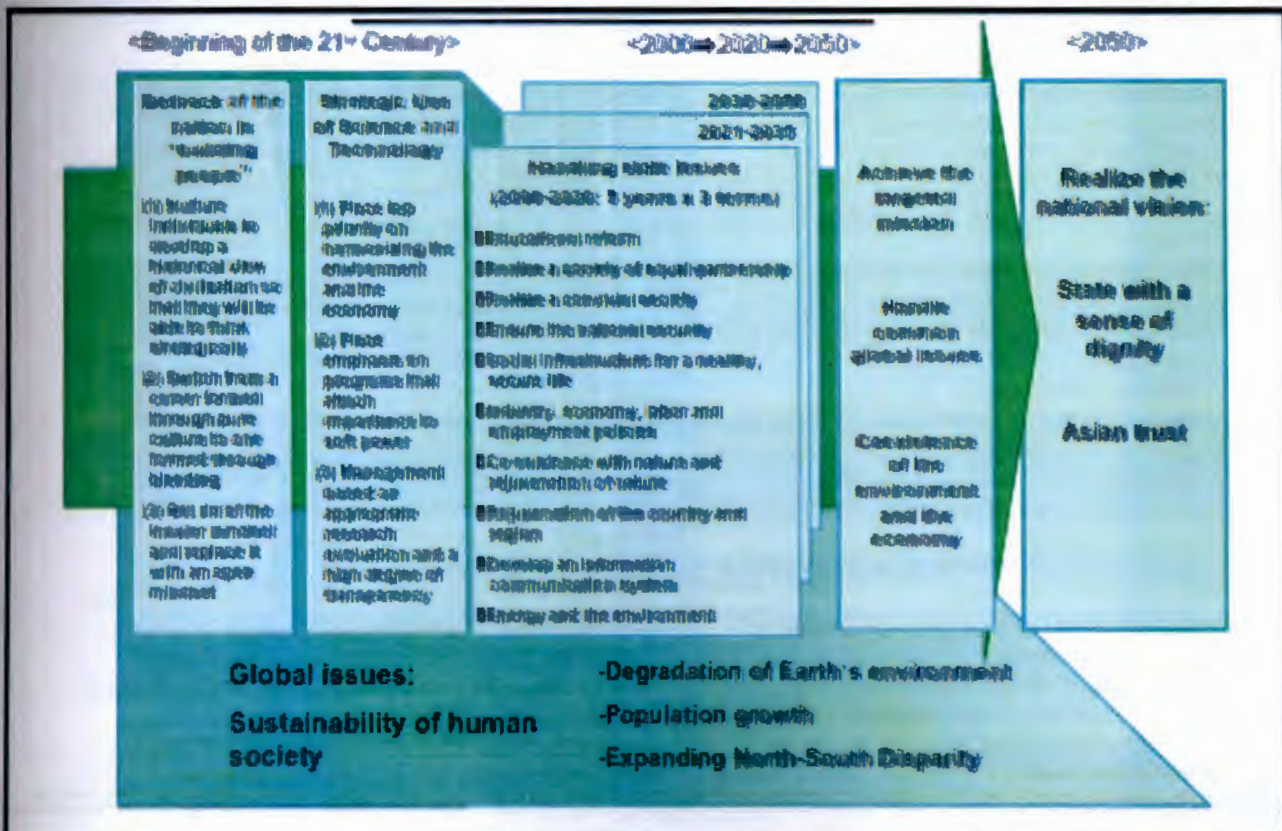 <Beginning of the 21st Century>
<2000⇒2020⇒2050>
<2050>
of the
nation is
people"
(1) Nurture
individuals to
develop a
historical view
of civilization so
that they will be
able to think
strategically
(2) Switch from a
career formed
through pure
culture to one
formed through
blending
(3) Get rid of the
insular mindset
and replace it
with an open
mindset
Strategic Use
of Science and
Technology
(1) Place top
priority on
harmonizing the
environment
and the
economy
(2) Place
emphasis on
programs that
attach
importance to
soft power
(3) Management
based on
appropriate
research
evaluation and a
high degree of
transparency
2036-2050
2021-2035
Handling state issues
(2006-2020: 5 years x 3 terms)
Educational reform
Realize a society of equal partnership
Realize a convivial society
Ensure the national security
Social infrastructure for a healthy,
secure life
Industry, economy, labor and
employment policies
Co-existence with nature and
rejuvenation of nature
Rejuvenation of the country and
region
Develop an information
communication system
Energy and the environment
Achieve the
targeted
mission
Handle
common
global issues
Coexistence
of the
environment
and the
economy
Realize the
national vision:
State with a
sense of
dignity
Asian trust
Global issues:
Sustainability of human
society
-Degradation of Earth's environment
-Population growth
-Expanding North-South Disparity